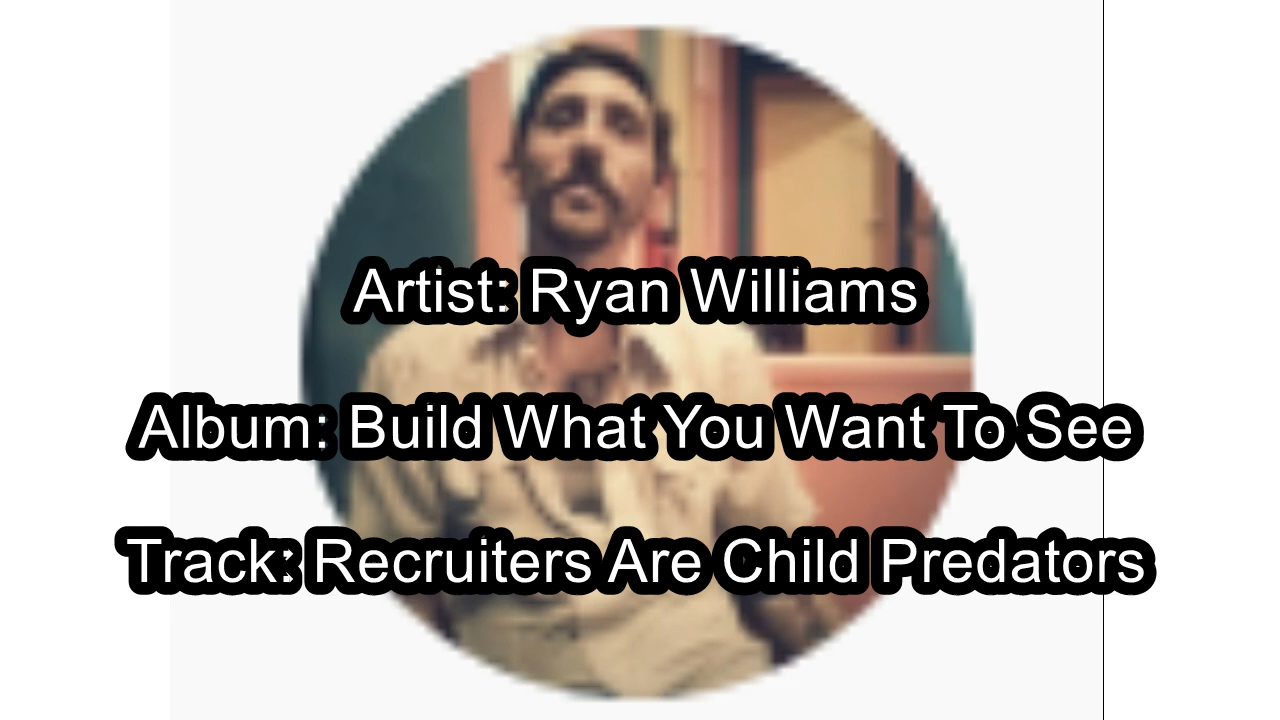 Artist: Ryan Williams
Album: Build What You Want To See
Track: Recruiters Are Child Predators